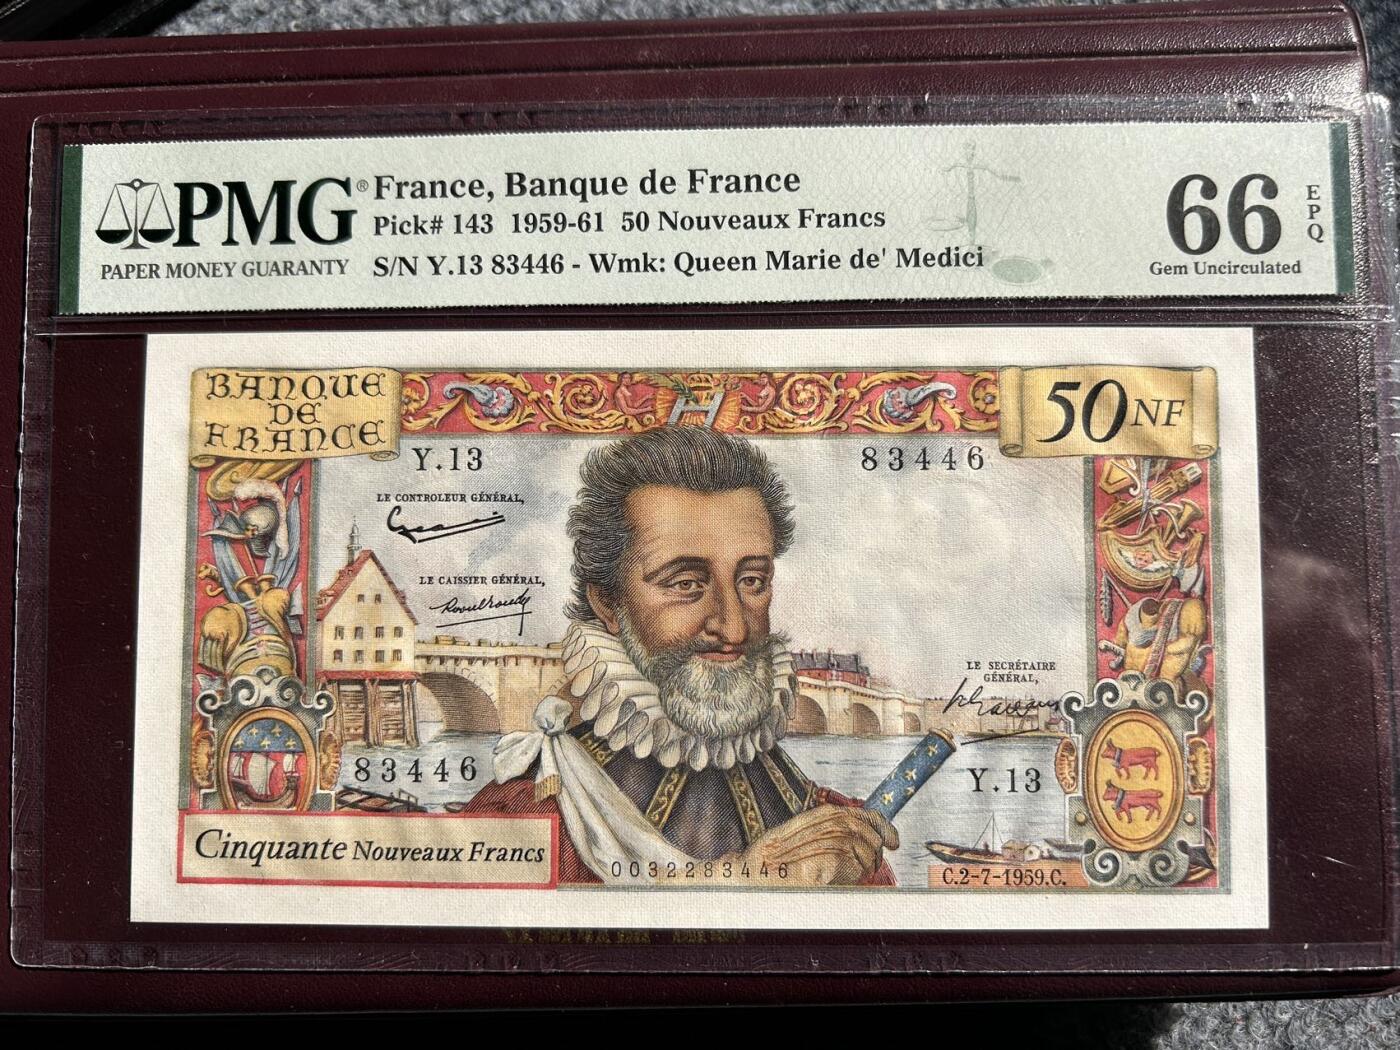 PMG®
PAPER MONEY GUARANTY
France, Banque de France
Pick# 143 1959-61 50 Nouveaux Francs
S/N Y.13 83446 - Wmk: Queen Marie de' Medici
66
EPQ
Gem Uncirculated
BANQUE
DE
FRANCE
50 NF
Y.13
83446
LE CONTROLEUR GÉNÉRAL,
LE CAISSIER GÉNÉRAL,
LE SECRÉTAIRE
GÉNÉRAL,
83446
Y.13
Cinquante Nouveaux Francs
0032283446
C.2-7-1959.C.